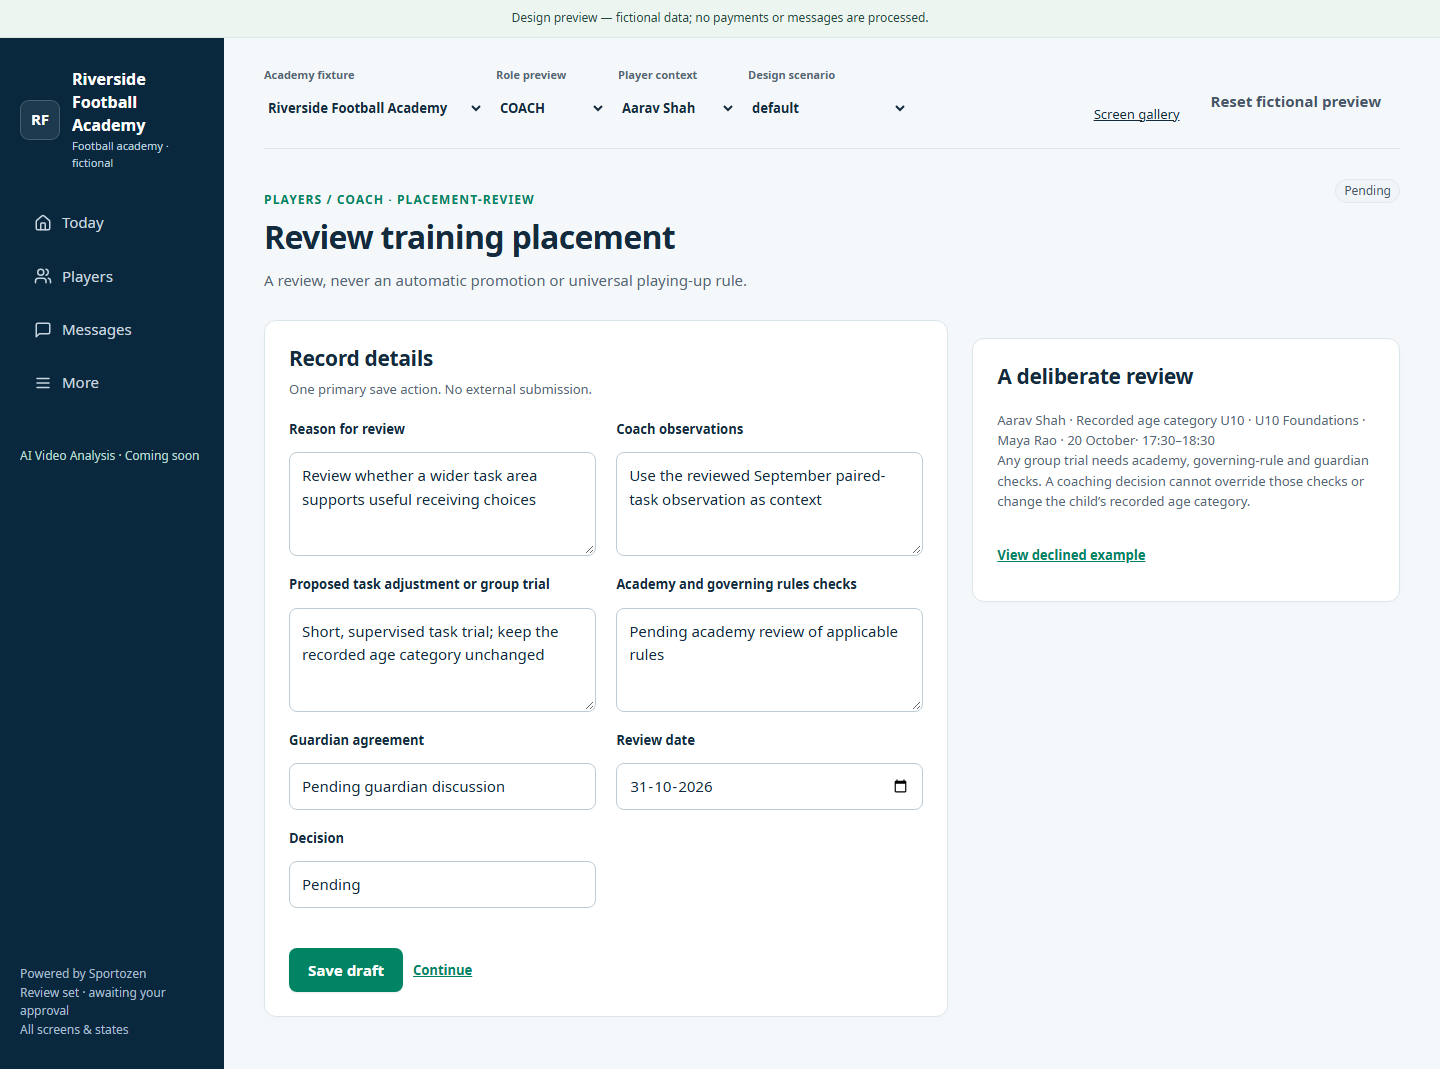 Design preview — fictional data; no payments or messages are processed.
RF
Riverside
Football
Academy
Football academy ·
fictional
Today
Players
Messages
More
AI Video Analysis · Coming soon
Powered by Sportozen
Review set · awaiting your
approval
All screens & states
Academy fixture
Riverside Football Academy
Role preview
COACH
Player context
Aarav Shah
Design scenario
default
Screen gallery
Reset fictional preview
PLAYERS / COACH · PLACEMENT-REVIEW
Pending
Review training placement
A review, never an automatic promotion or universal playing-up rule.
Record details
One primary save action. No external submission.
Reason for review
Review whether a wider task area
supports useful receiving choices
Coach observations
Use the reviewed September paired-
task observation as context
Proposed task adjustment or group trial
Short, supervised task trial; keep the
recorded age category unchanged
Academy and governing rules checks
Pending academy review of applicable
rules
Guardian agreement
Pending guardian discussion
Review date
31-10-2026
Decision
Pending
Save draft
Continue
A deliberate review
Aarav Shah · Recorded age category U10 · U10 Foundations ·
Maya Rao · 20 October· 17:30–18:30
Any group trial needs academy, governing-rule and guardian
checks. A coaching decision cannot override those checks or
change the child’s recorded age category.
View declined example